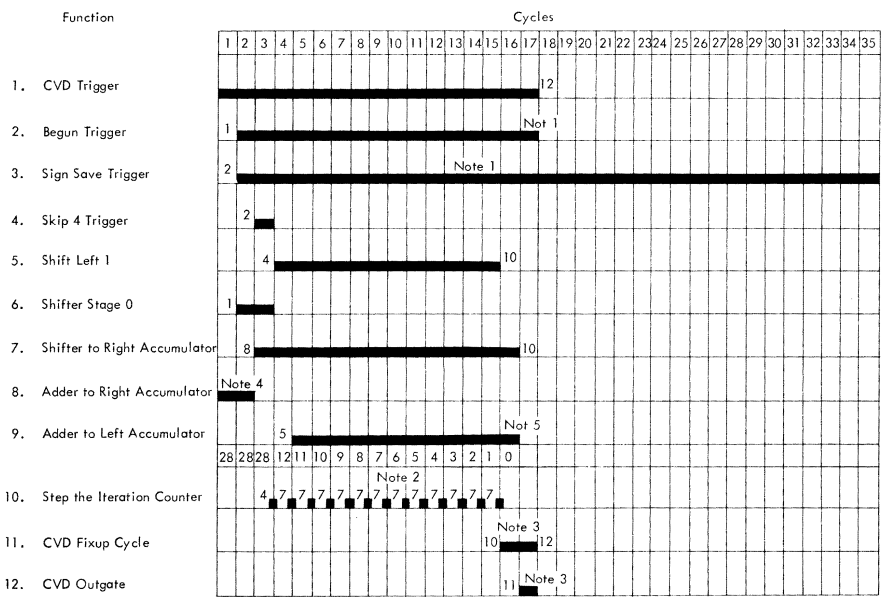 Function Cycles
1 2 3 4 5 6 7 8 9 10 11 12 13 14 15 16 17 18 19 20 21 22 23 24 25 26 27 28 29 30 31 32 33 34 35
1. CVD Trigger 12
2. Begun Trigger 1 Not 1
3. Sign Save Trigger 2 Note 1
4. Skip 4 Trigger 2
5. Shift Left 1 4 10
6. Shifter Stage 0 1
7. Shifter to Right Accumulator 8 10
8. Adder to Right Accumulator Note 4
9. Adder to Left Accumulator 5 Not 5
28 28 28 12 11 10 9 8 7 6 5 4 3 2 1 0
Note 2
10. Step the Iteration Counter 4 7 7 7 7 7 7 7 7 7 7 7 7
Note 3
11. CVD Fixup Cycle 10 12
12. CVD Outgate 11 Note 3